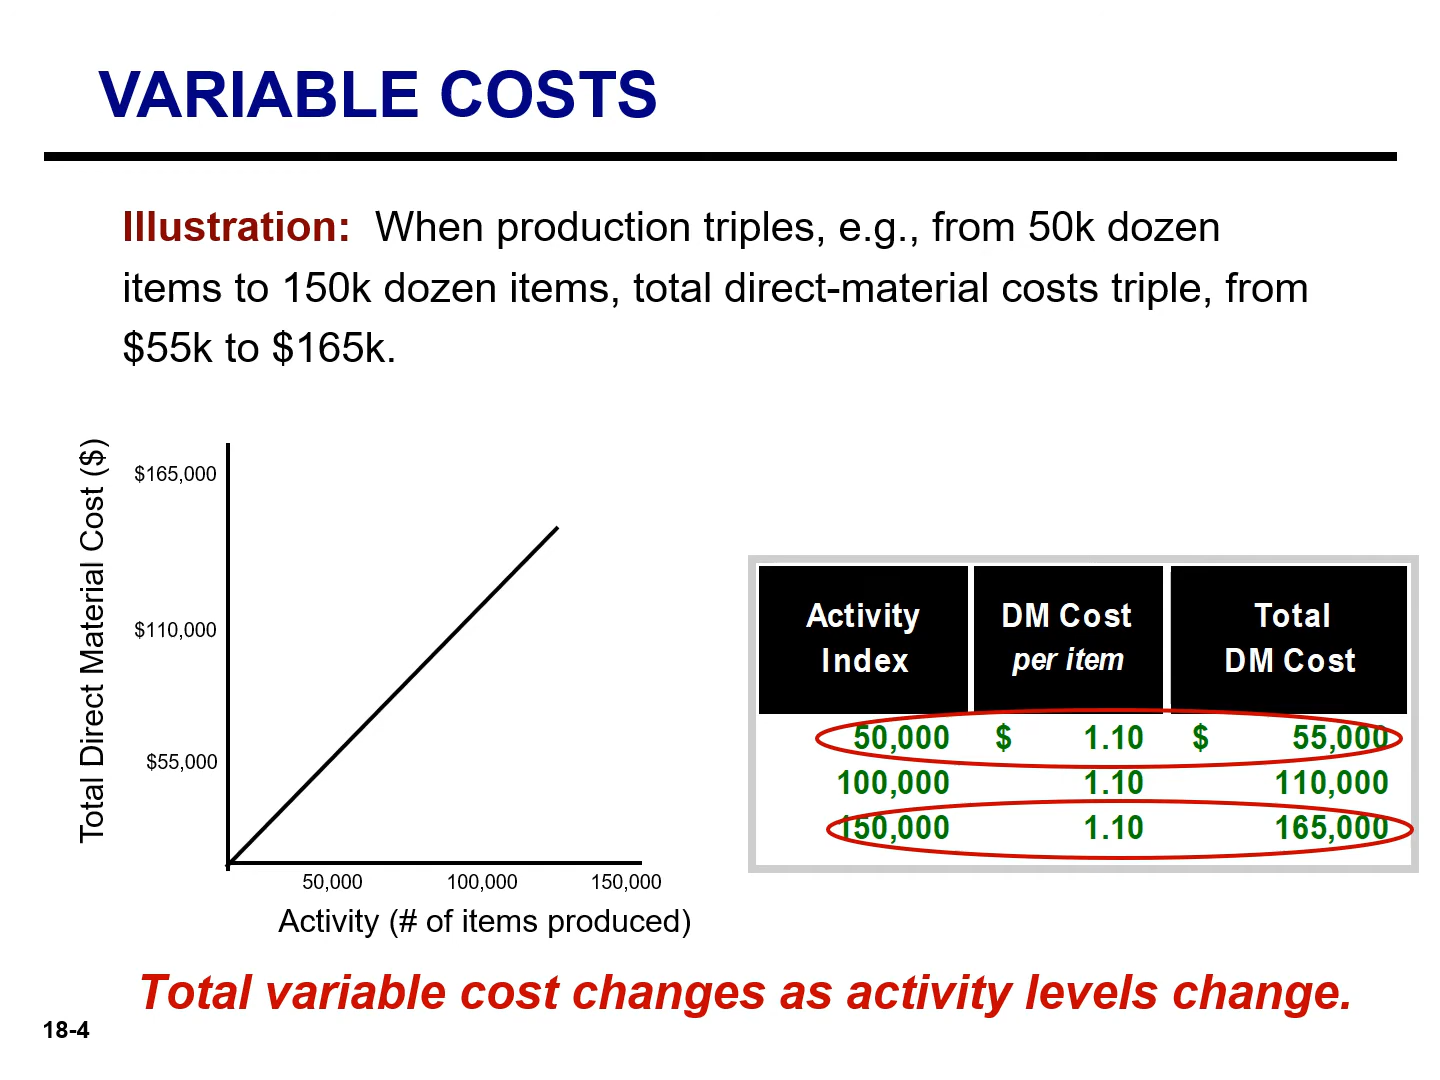 VARIABLE COSTS
Illustration: When production triples, e.g., from 50k dozen
items to 150k dozen items, total direct-material costs triple, from
$55k to $165k.
Total Direct Material Cost ($)
$165,000
$110,000
$55,000
50,000 100,000 150,000
Activity (# of items produced)
Activity Index DM Cost per item Total DM Cost
50,000 $ 1.10 $ 55,000
100,000 1.10 110,000
150,000 1.10 165,000
Total variable cost changes as activity levels change.
18-4